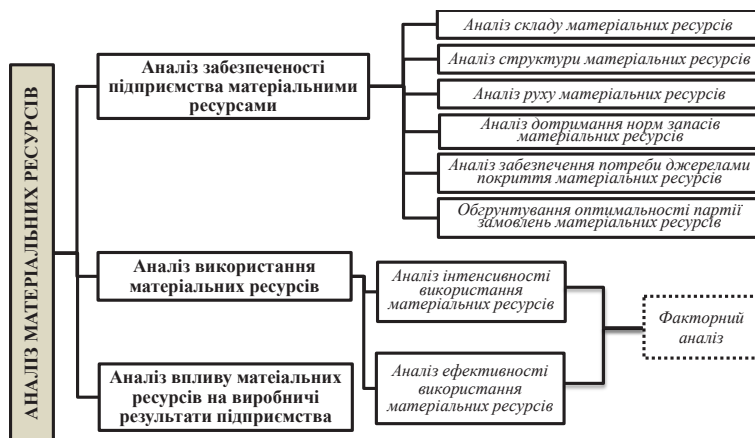 АНАЛІЗ МАТЕРІАЛЬНИХ РЕСУРСІВ
Аналіз забезпеченості
підприємства матеріальними
ресурсами
Аналіз складу матеріальних ресурсів
Аналіз структури матеріальних ресурсів
Аналіз руху матеріальних ресурсів
Аналіз дотримання норм запасів
матеріальних ресурсів
Аналіз забезпечення потреби джерелами
покриття матеріальних ресурсів
Обгрунтування оптимальності партії
замовлень матеріальних ресурсів
Аналіз використання
матеріальних ресурсів
Аналіз інтенсивності
використання
матеріальних ресурсів
Аналіз ефективності
використання
матеріальних ресурсів
Факторний
аналіз
Аналіз впливу матеіальних
ресурсів на виробничі
результати підприємства